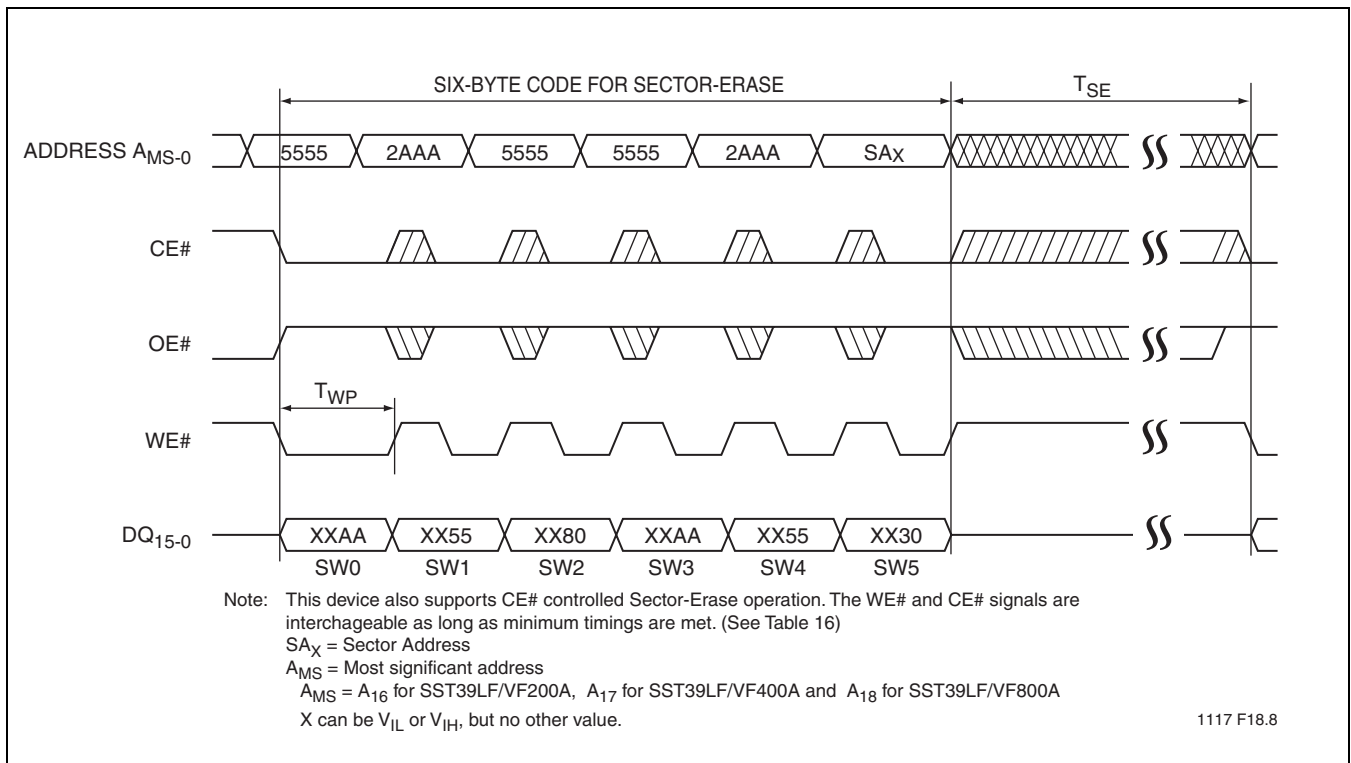 SIX-BYTE CODE FOR SECTOR-ERASE
TSE
ADDRESS AMS-0
5555 2AAA 5555 5555 2AAA SAX
CE#
OE#
TWP
WE#
DQ15-0
XXAA XX55 XX80 XXAA XX55 XX30
SW0 SW1 SW2 SW3 SW4 SW5
Note: This device also supports CE# controlled Sector-Erase operation. The WE# and CE# signals are
interchageable as long as minimum timings are met. (See Table 16)
SAX = Sector Address
AMS = Most significant address
AMS = A16 for SST39LF/VF200A, A17 for SST39LF/VF400A and A18 for SST39LF/VF800A
X can be VIL or VIH, but no other value.
1117 F18.8